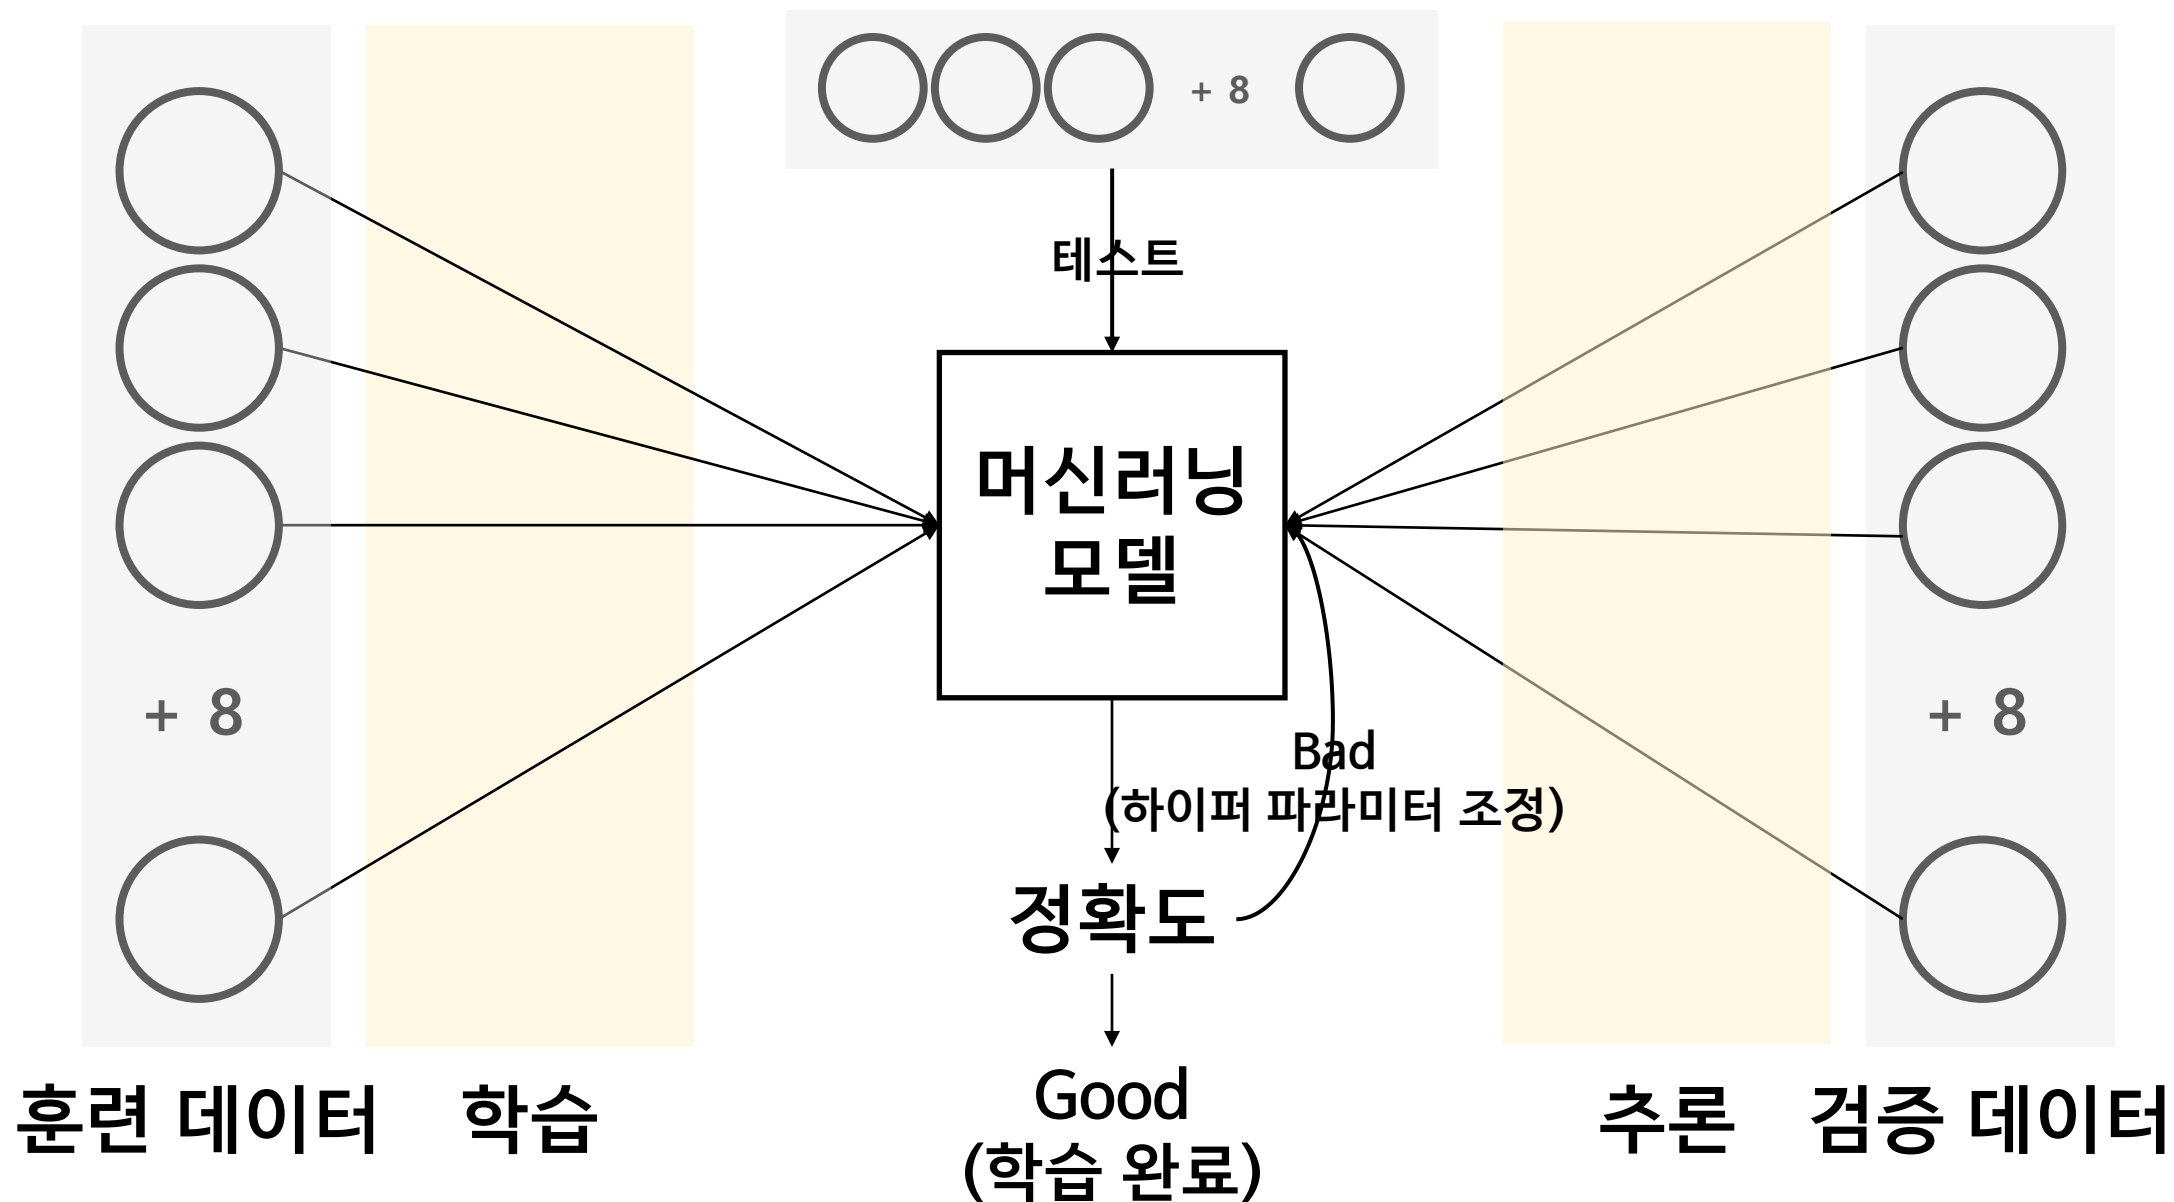 + 8
테스트
머신러닝
모델
+ 8
+ 8
Bad
(하이퍼 파라미터 조정)
정확도
Good
(학습 완료)
훈련 데이터
학습
추론
검증 데이터